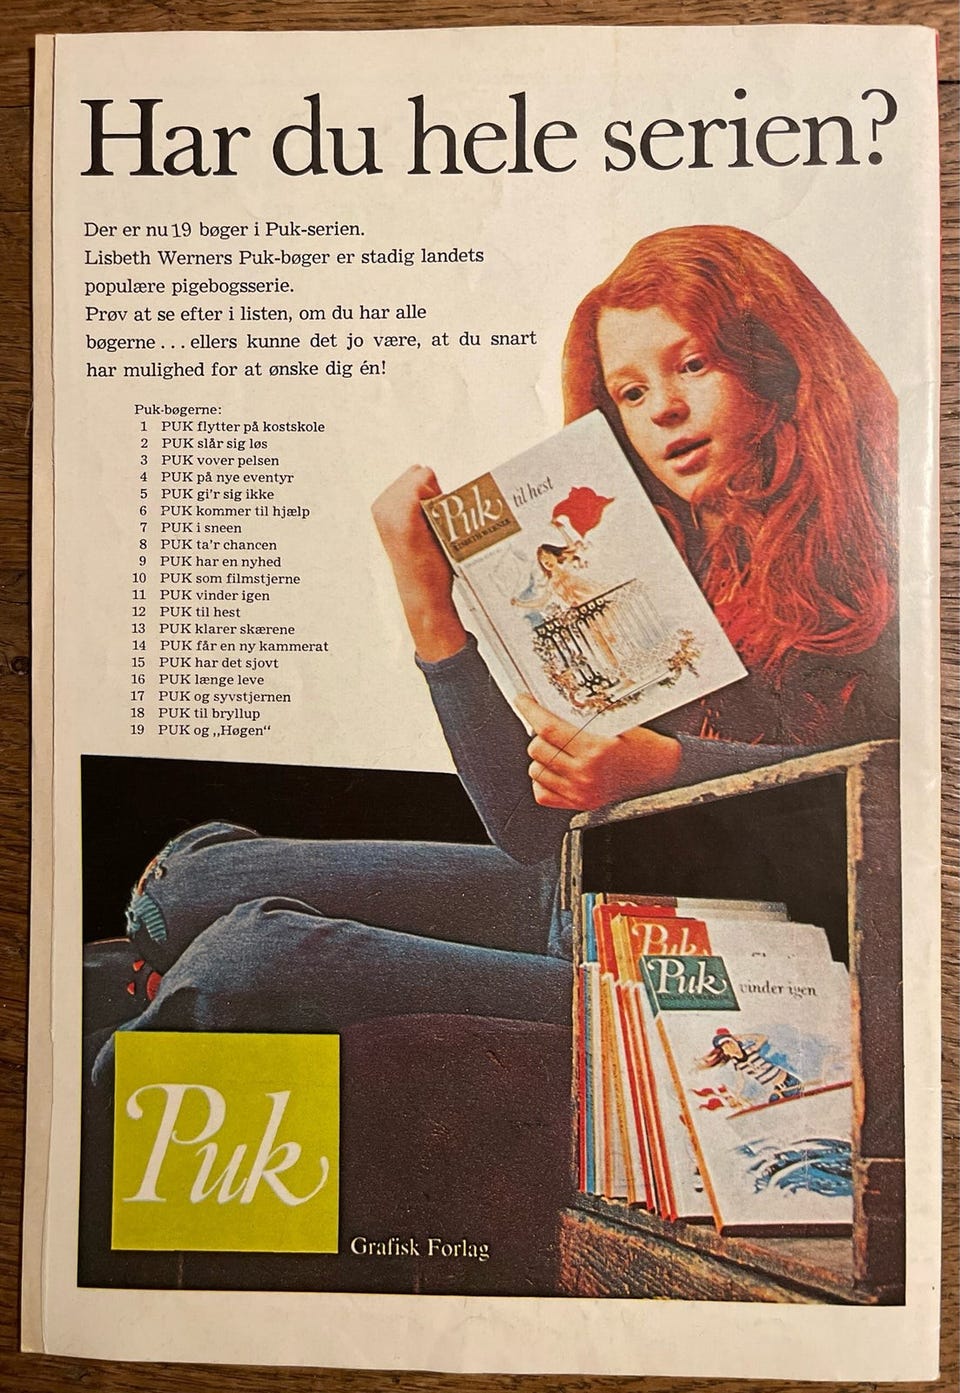 Har du hele serien?
Der er nu 19 bøger i Puk-serien.
Lisbeth Werners Puk-bøger er stadig landets
populære pigebogsserie.
Prøv at se efter i listen, om du har alle
bøgerne . . . ellers kunne det jo være, at du snart
har mulighed for at ønske dig én!
Puk-bøgerne:
1 PUK flytter på kostskole
2 PUK slår sig løs
3 PUK vover pelsen
4 PUK på nye eventyr
5 PUK gi'r sig ikke
6 PUK kommer til hjælp
7 PUK i sneen
8 PUK ta'r chancen
9 PUK har en nyhed
10 PUK som filmstjerne
11 PUK vinder igen
12 PUK til hest
13 PUK klarer skærene
14 PUK får en ny kammerat
15 PUK har det sjovt
16 PUK længe leve
17 PUK og syvstjernen
18 PUK til bryllup
19 PUK og „Høgen“
Puk til hest
LISBETH WERNER
Puk
Puk vinder igen
Puk
Grafisk Forlag